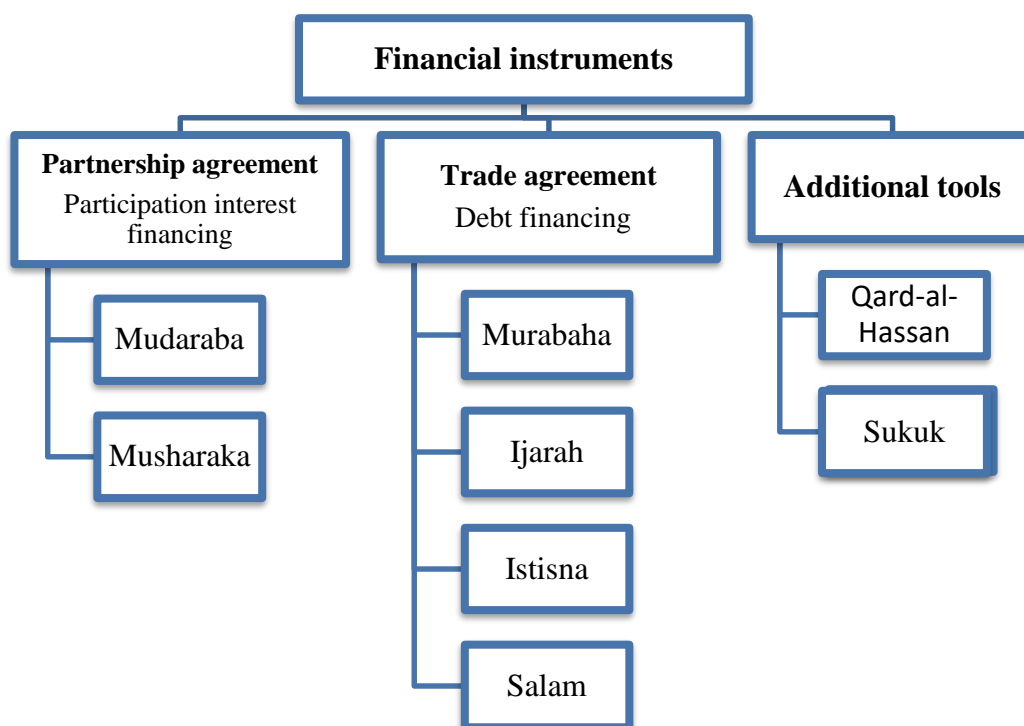 Financial instruments
Partnership agreement
Participation interest
financing
Mudaraba
Musharaka
Trade agreement
Debt financing
Murabaha
Ijarah
Istisna
Salam
Additional tools
Qard-al-
Hassan
Sukuk